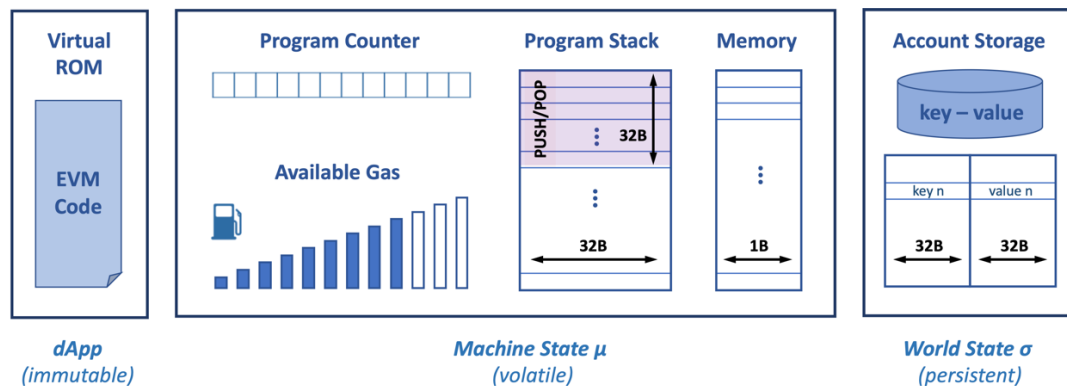 Virtual
ROM
EVM
Code
Program Counter
Available Gas
Program Stack
PUSH/POP
32B
32B
Memory
1B
Account Storage
key – value
key n
value n
32B
32B
dApp
(immutable)
Machine State μ
(volatile)
World State σ
(persistent)